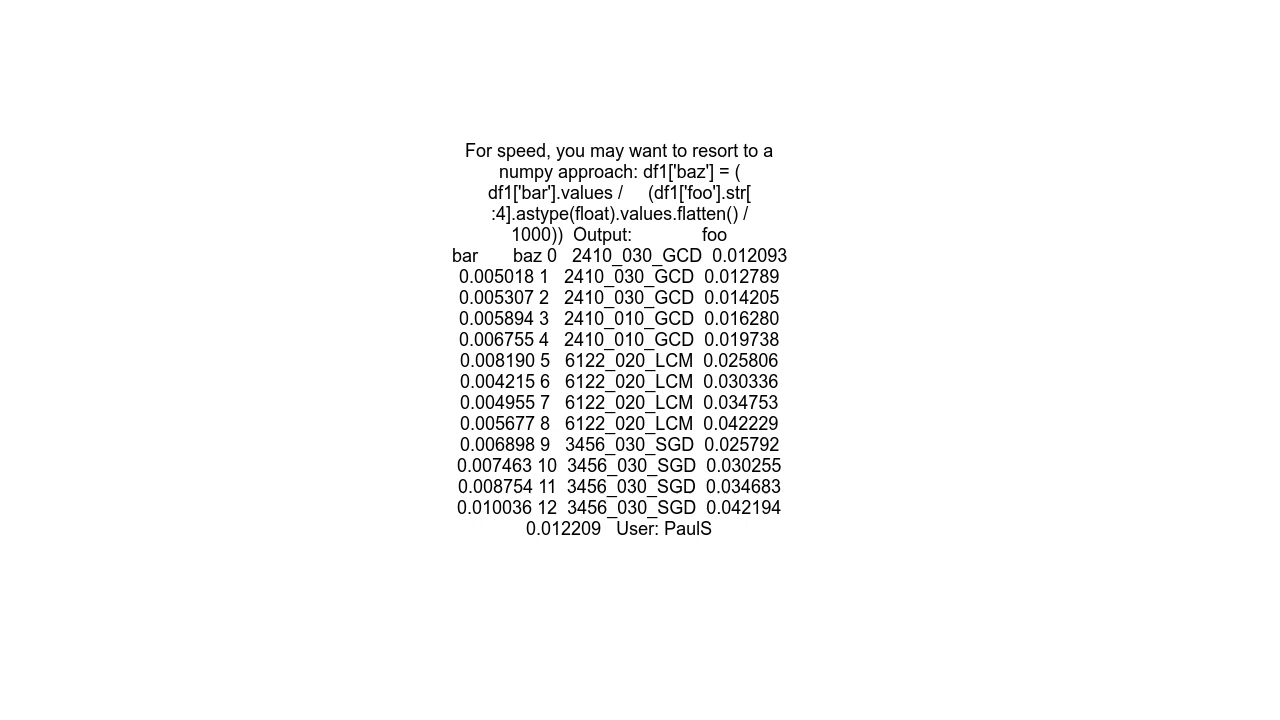 For speed, you may want to resort to a
numpy approach: df1['baz'] = (
df1['bar'].values /     (df1['foo'].str[
:4].astype(float).values.flatten() /
1000))  Output:              foo
bar       baz 0   2410_030_GCD  0.012093
0.005018 1   2410_030_GCD  0.012789
0.005307 2   2410_030_GCD  0.014205
0.005894 3   2410_010_GCD  0.016280
0.006755 4   2410_010_GCD  0.019738
0.008190 5   6122_020_LCM  0.025806
0.004215 6   6122_020_LCM  0.030336
0.004955 7   6122_020_LCM  0.034753
0.005677 8   6122_020_LCM  0.042229
0.006898 9   3456_030_SGD  0.025792
0.007463 10  3456_030_SGD  0.030255
0.008754 11  3456_030_SGD  0.034683
0.010036 12  3456_030_SGD  0.042194
0.012209   User: PaulS